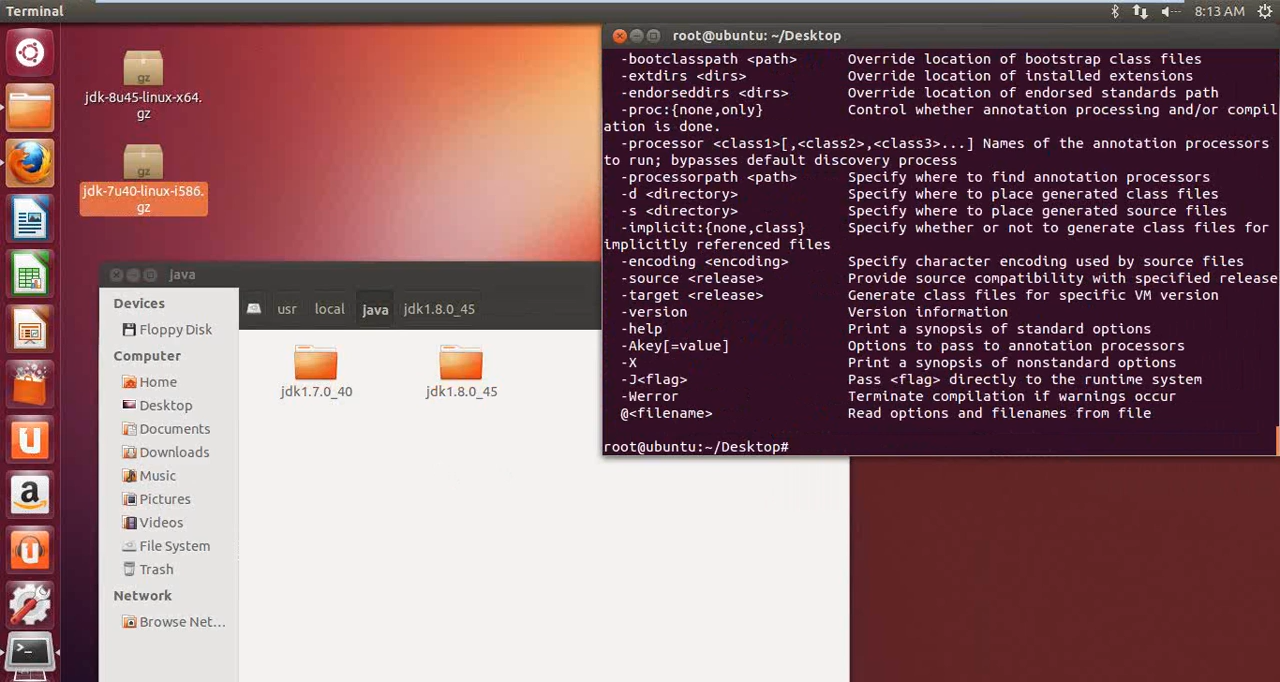 Terminal
8:13 AM
gz
jdk-8u45-linux-x64.
gz
gz
jdk-7u40-linux-i586.
gz
Java
Devices
Floppy Disk
Computer
Home
Desktop
Documents
Downloads
Music
Pictures
Videos
File System
Trash
Network
Browse Net...
usr local java jdk1.8.0_45
jdk1.7.0_40 jdk1.8.0_45
root@ubuntu: ~/Desktop
-bootclasspath <path> Override location of bootstrap class files
-extdirs <dirs> Override location of installed extensions
-endorseddirs <dirs> Override location of endorsed standards path
-proc:{none,only} Control whether annotation processing and/or compil
ation is done.
-processor <class1>[,<class2>,<class3>...] Names of the annotation processors
to run; bypasses default discovery process
-processorpath <path> Specify where to find annotation processors
-d <directory> Specify where to place generated class files
-s <directory> Specify where to place generated source files
-implicit:{none,class} Specify whether or not to generate class files for
implicitly referenced files
-encoding <encoding> Specify character encoding used by source files
-source <release> Provide source compatibility with specified release
-target <release> Generate class files for specific VM version
-version Version information
-help Print a synopsis of standard options
-Akey[=value] Options to pass to annotation processors
-X Print a synopsis of nonstandard options
-J<flag> Pass <flag> directly to the runtime system
-Werror Terminate compilation if warnings occur
@<filename> Read options and filenames from file
root@ubuntu:~/Desktop#